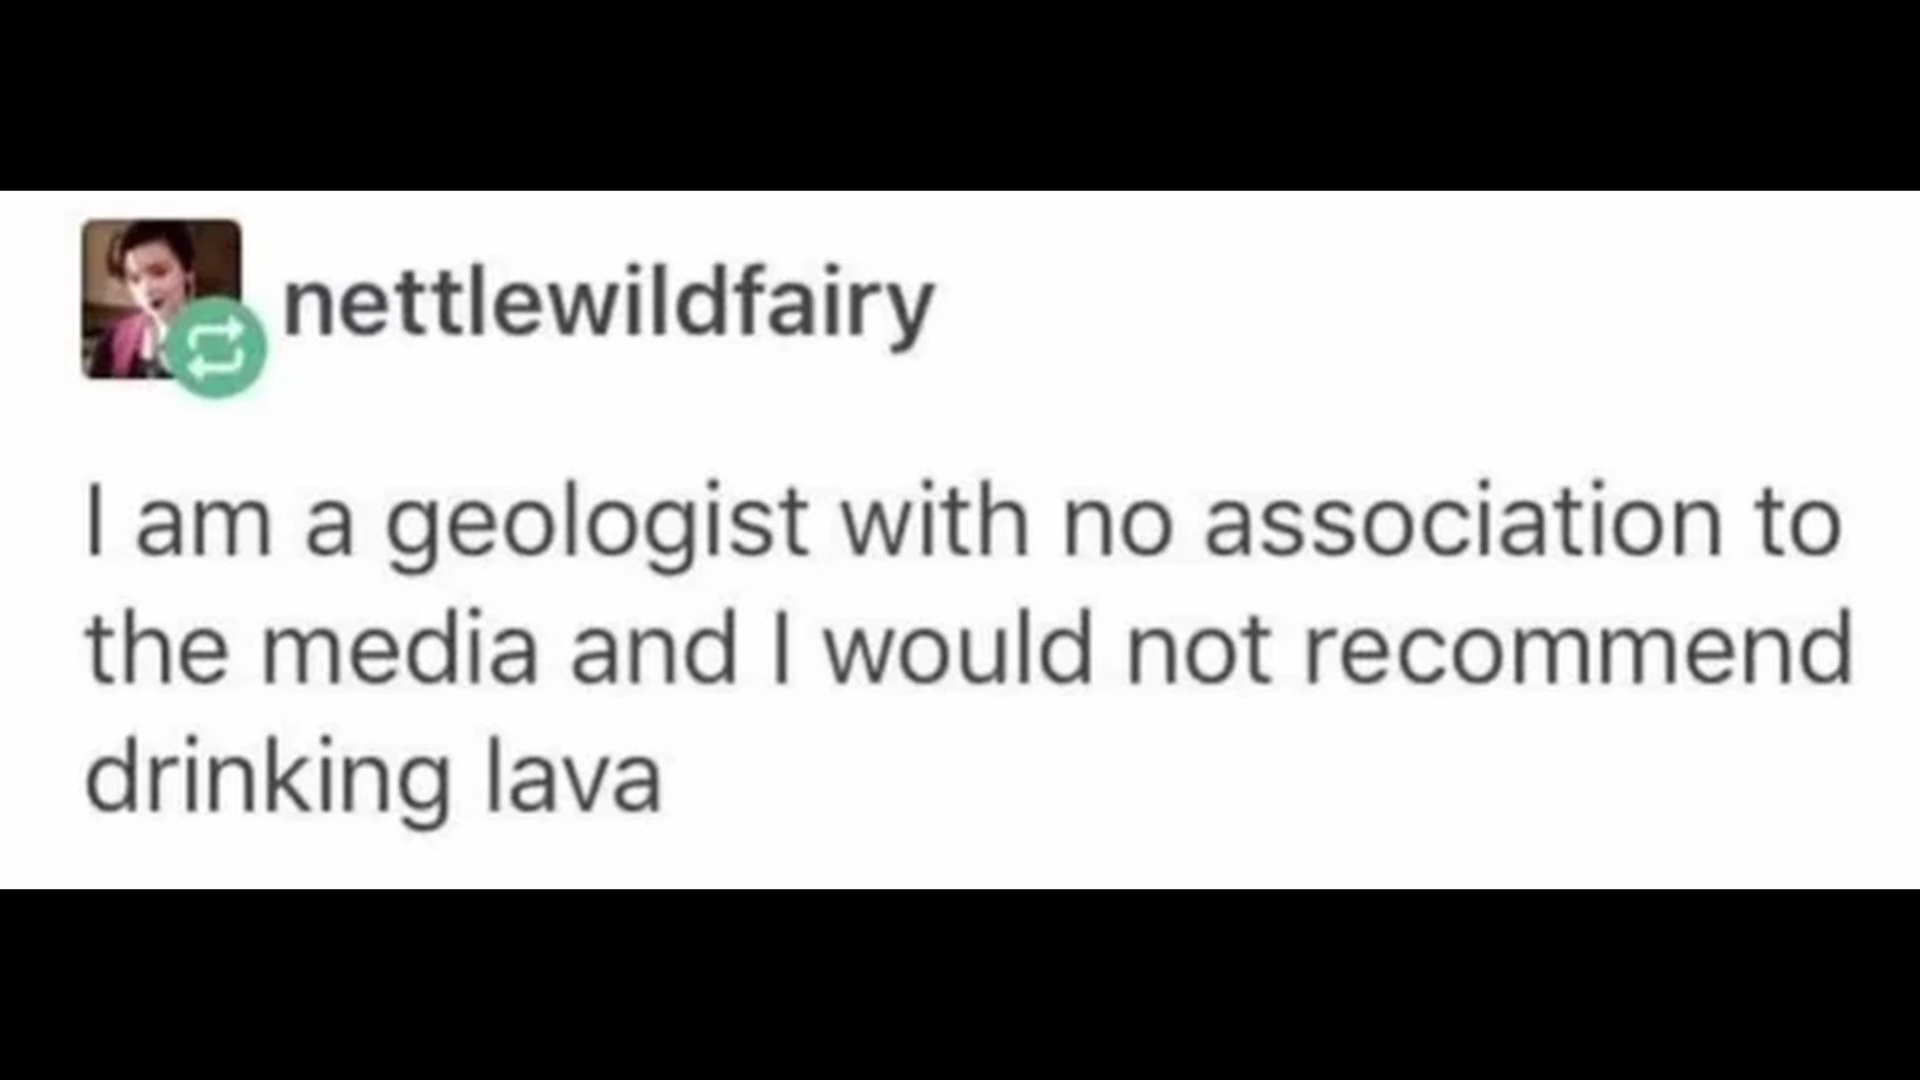 nettlewildfairy
I am a geologist with no association to
the media and I would not recommend
drinking lava